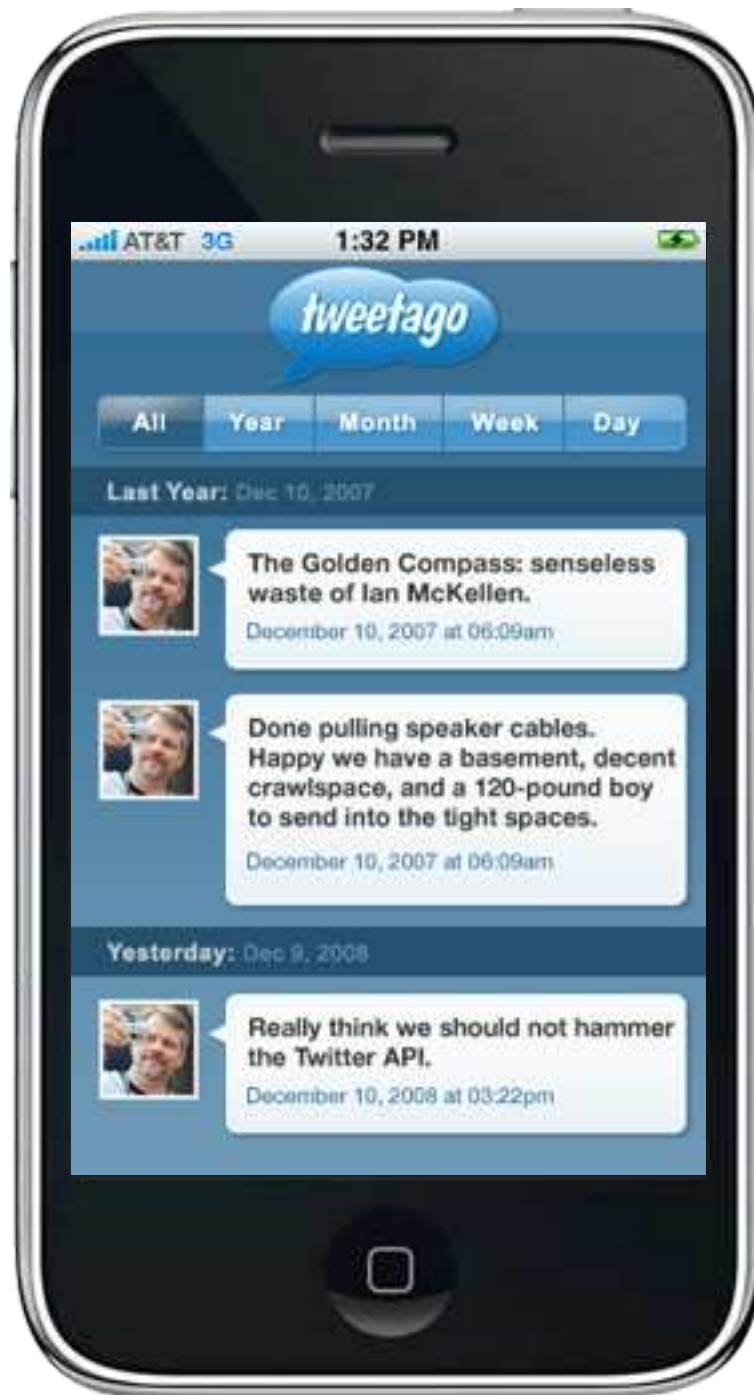 AT&T 3G 1:32 PM
tweetago
All Year Month Week Day
Last Year: Dec 10, 2007
The Golden Compass: senseless
waste of Ian McKellen.
December 10, 2007 at 06:09am
Done pulling speaker cables.
Happy we have a basement, decent
crawlspace, and a 120-pound boy
to send into the tight spaces.
December 10, 2007 at 06:09am
Yesterday: Dec 9, 2008
Really think we should not hammer
the Twitter API.
December 10, 2008 at 03:22pm